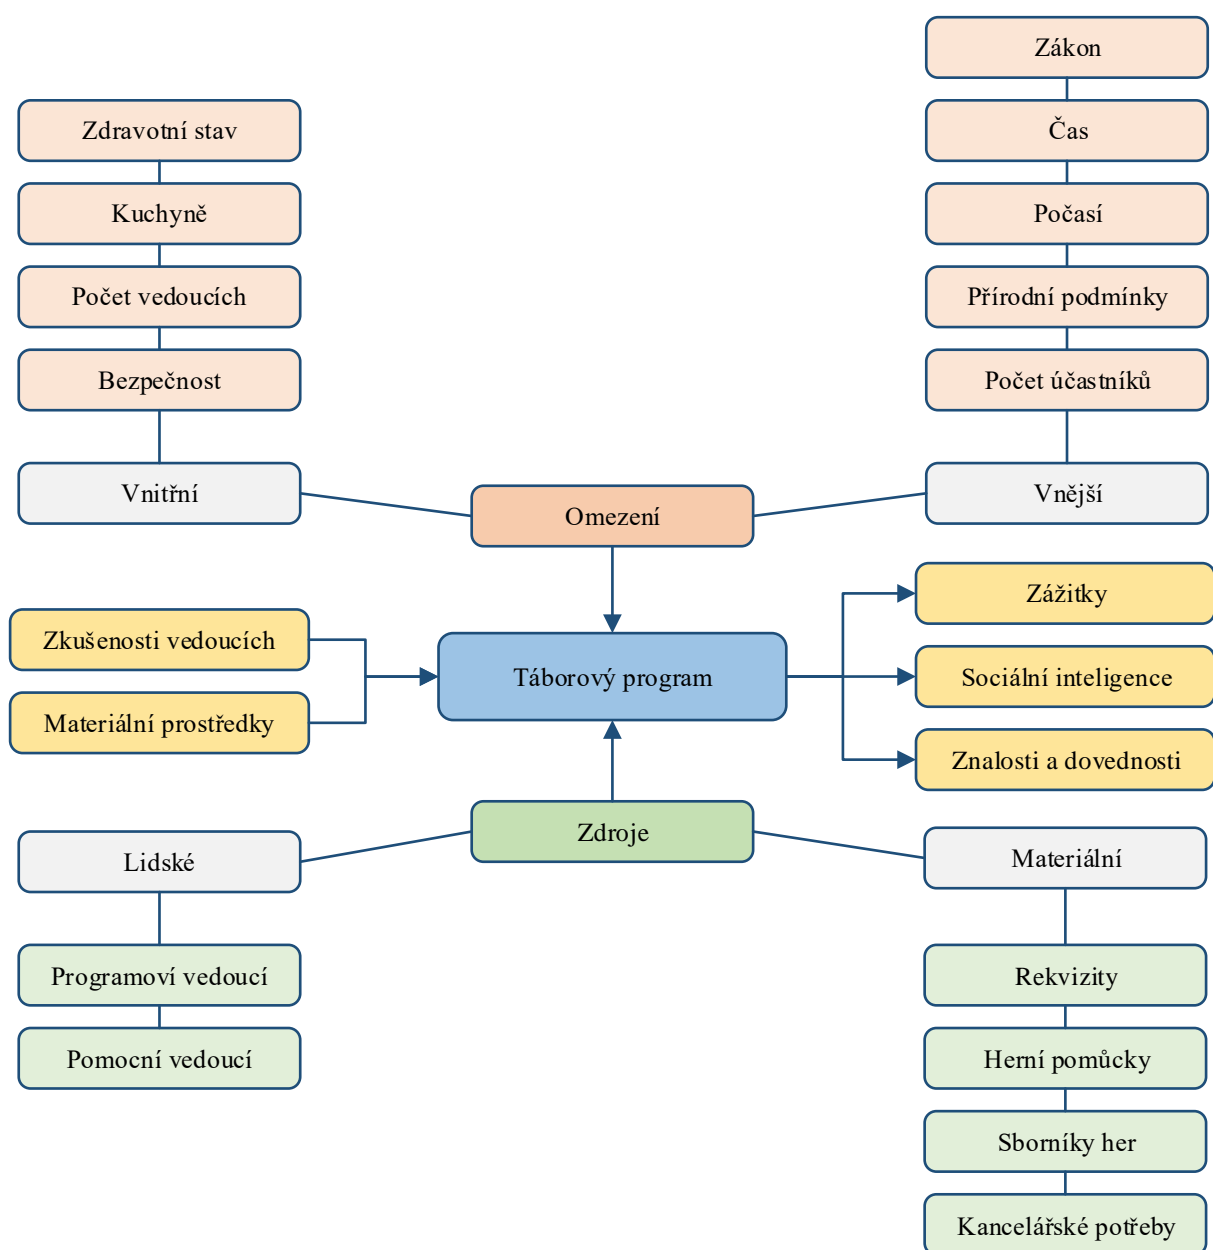 Zákon
Zdravotní stav
Čas
Kuchyně
Počasí
Počet vedoucích
Přírodní podmínky
Bezpečnost
Počet účastníků
Vnitřní
Omezení
Vnější
Zkušenosti vedoucích
Materiální prostředky
Táborový program
Zážitky
Sociální inteligence
Znalosti a dovednosti
Zdroje
Lidské
Materiální
Programoví vedoucí
Rekvizity
Pomocní vedoucí
Herní pomůcky
Sborníky her
Kancelářské potřeby